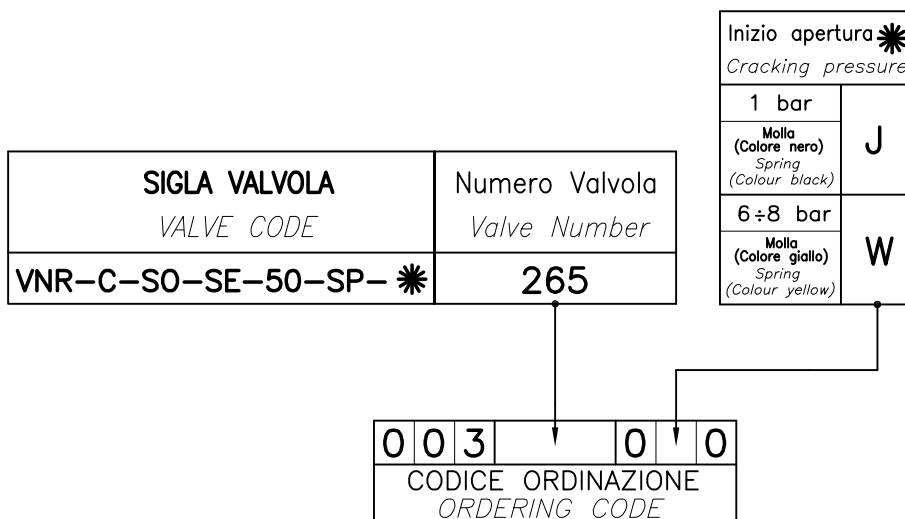 Inizio apertura ✱
Cracking pressure
1 bar
Molla
(Colore nero)
Spring
(Colour black)
J
6÷8 bar
Molla
(Colore giallo)
Spring
(Colour yellow)
W
SIGLA VALVOLA
VALVE CODE
Numero Valvola
Valve Number
VNR-C-SO-SE-50-SP- ✱
265
0 0 3 0 0
CODICE ORDINAZIONE
ORDERING CODE